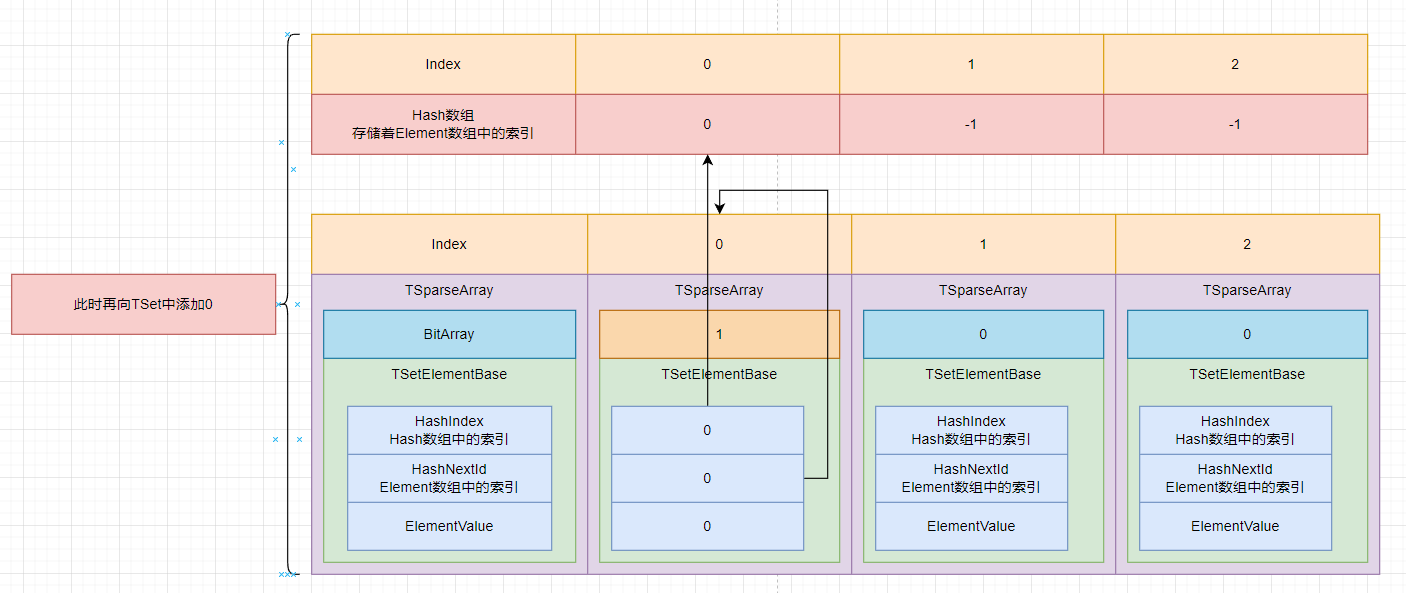 Index
0
1
2
Hash数组
存储着Element数组中的索引
0
-1
-1
此时再向TSet中添加0
Index
0
1
2
TSparseArray
TSparseArray
TSparseArray
TSparseArray
BitArray
1
0
0
TSetElementBase
TSetElementBase
TSetElementBase
TSetElementBase
HashIndex
Hash数组中的索引
0
HashIndex
Hash数组中的索引
HashIndex
Hash数组中的索引
HashNextId
Element数组中的索引
0
HashNextId
Element数组中的索引
HashNextId
Element数组中的索引
ElementValue
0
ElementValue
ElementValue